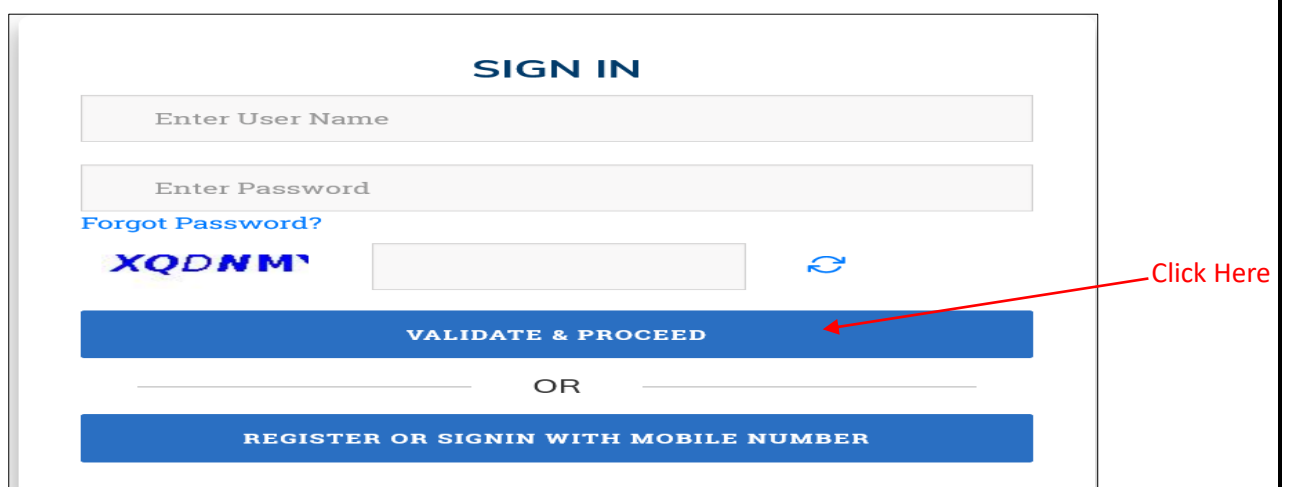 SIGN IN
Enter User Name
Enter Password
Forgot Password?
XQDNM
Click Here
VALIDATE & PROCEED
OR
REGISTER OR SIGNIN WITH MOBILE NUMBER